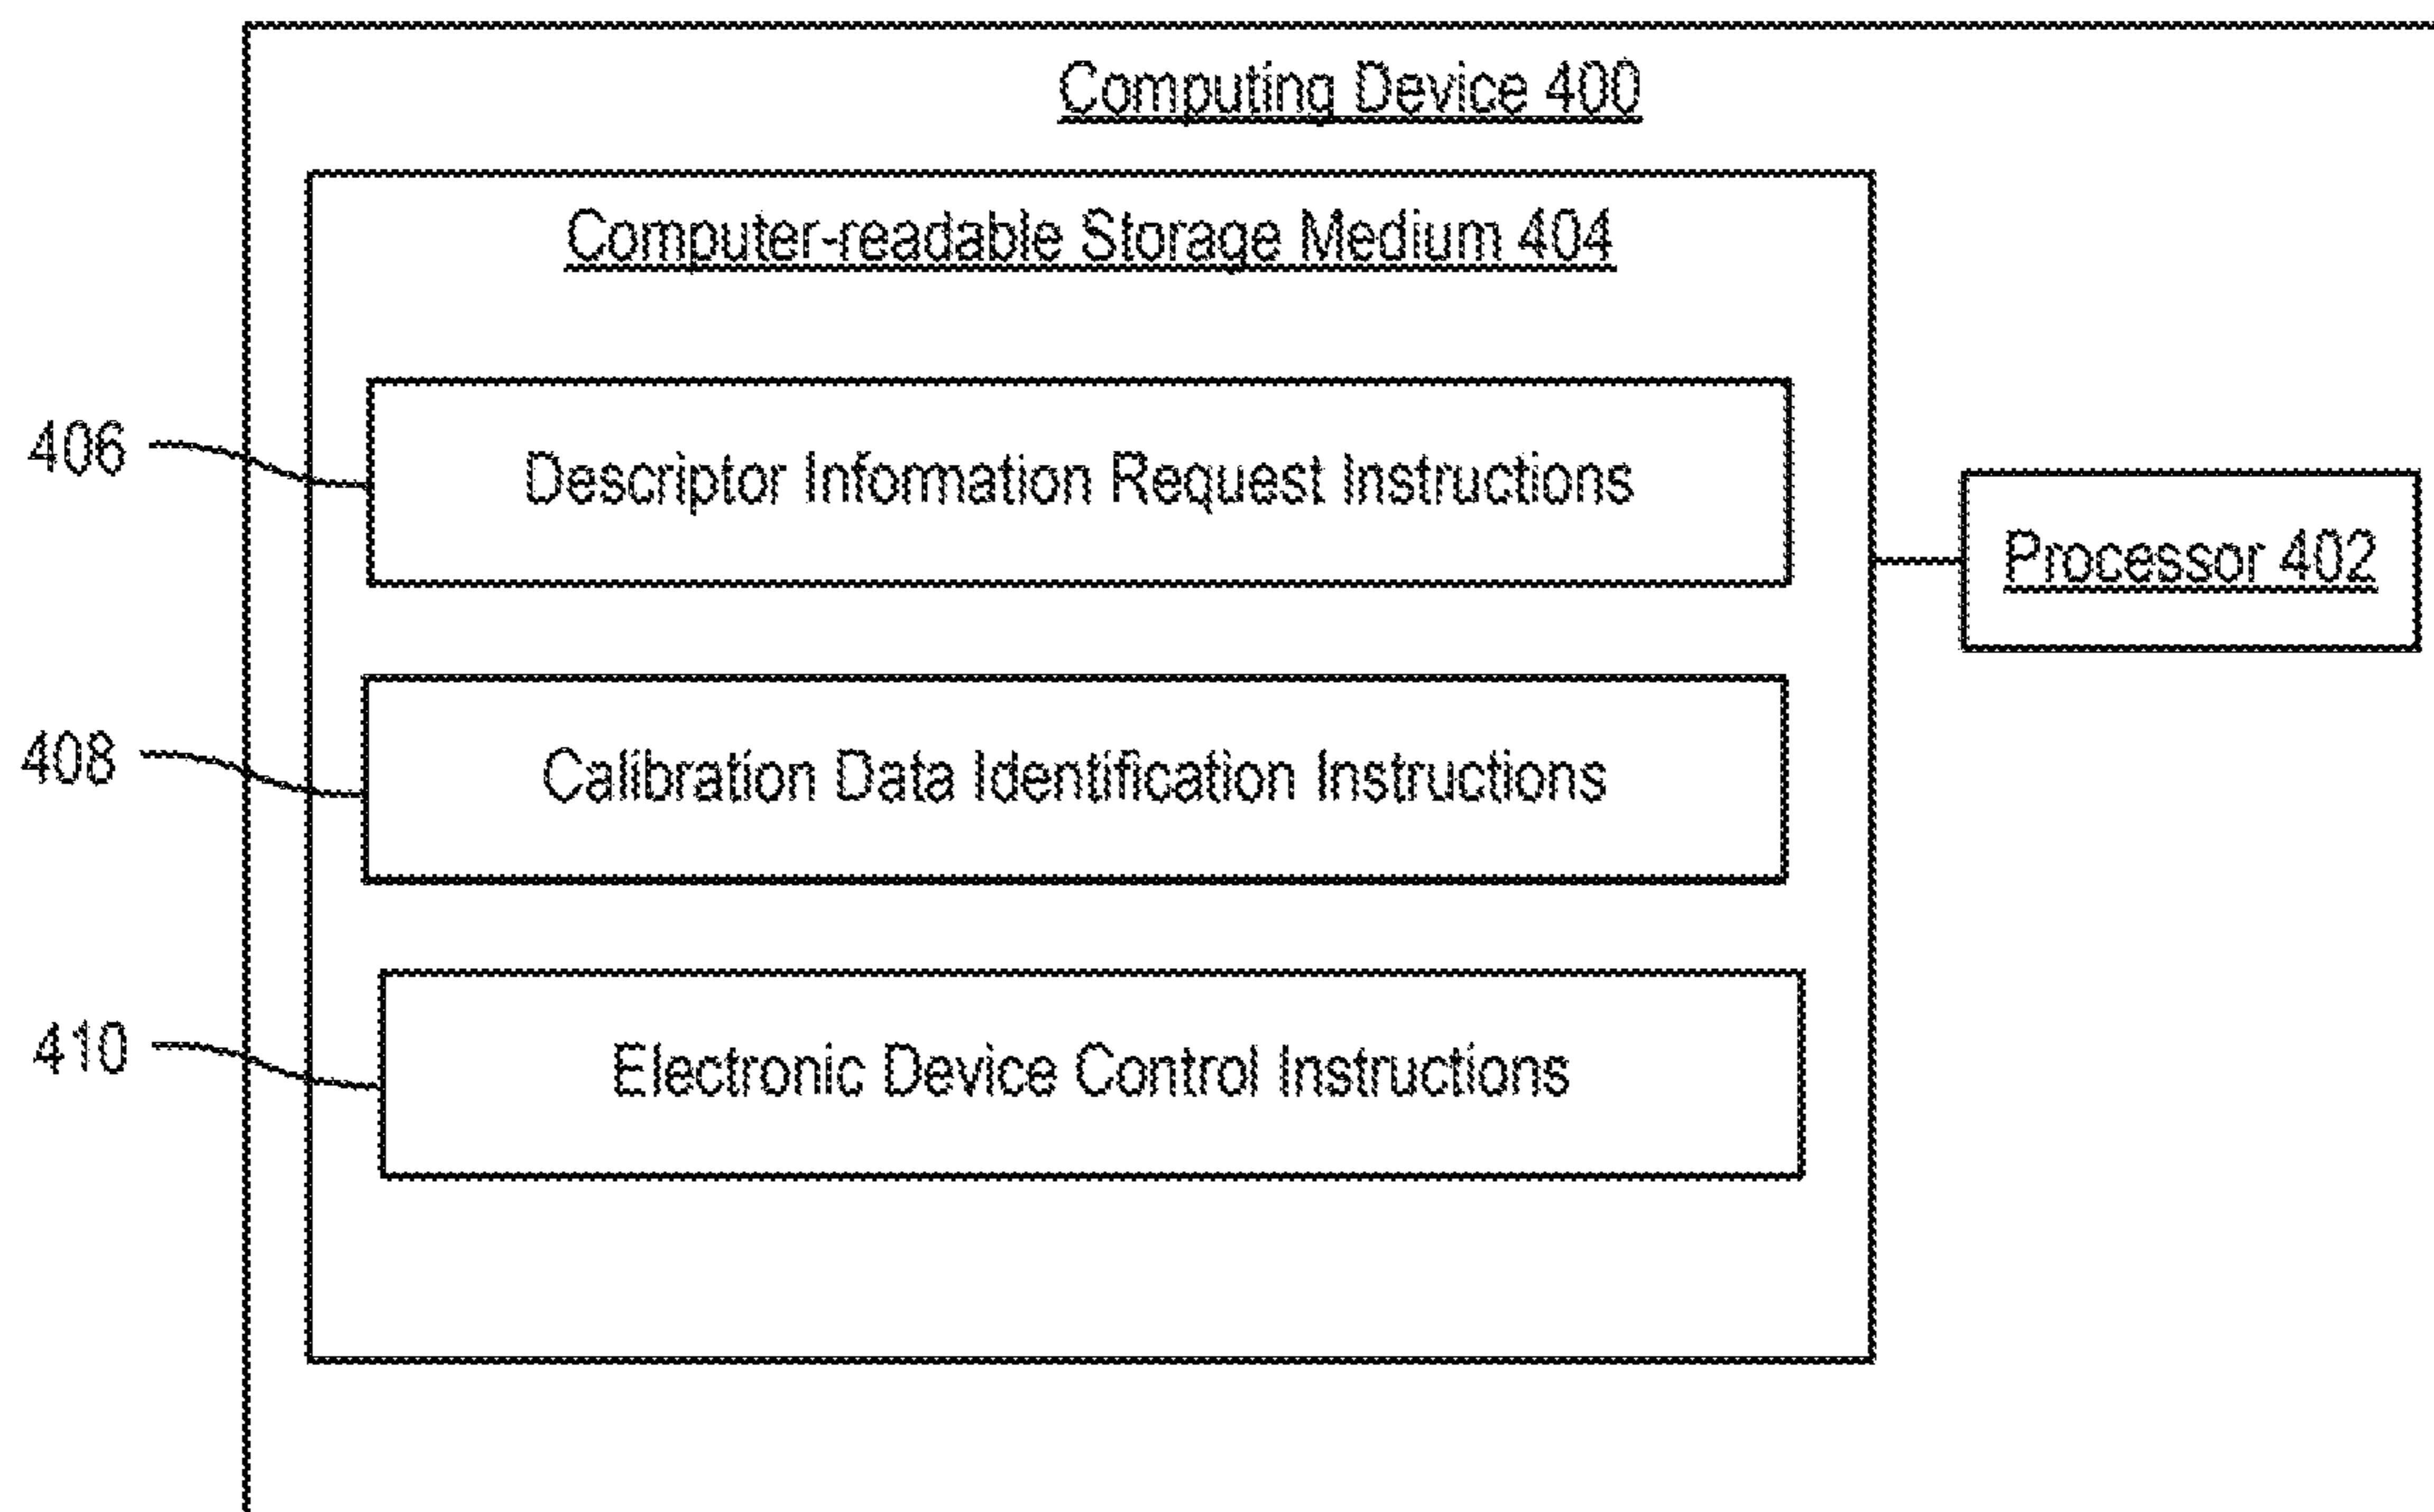 Computing Device 400
Computer-readable Storage Medium 404
406
Descriptor Information Request Instructions
Processor 402
408
Calibration Data Identification Instructions
410
Electronic Device Control Instructions